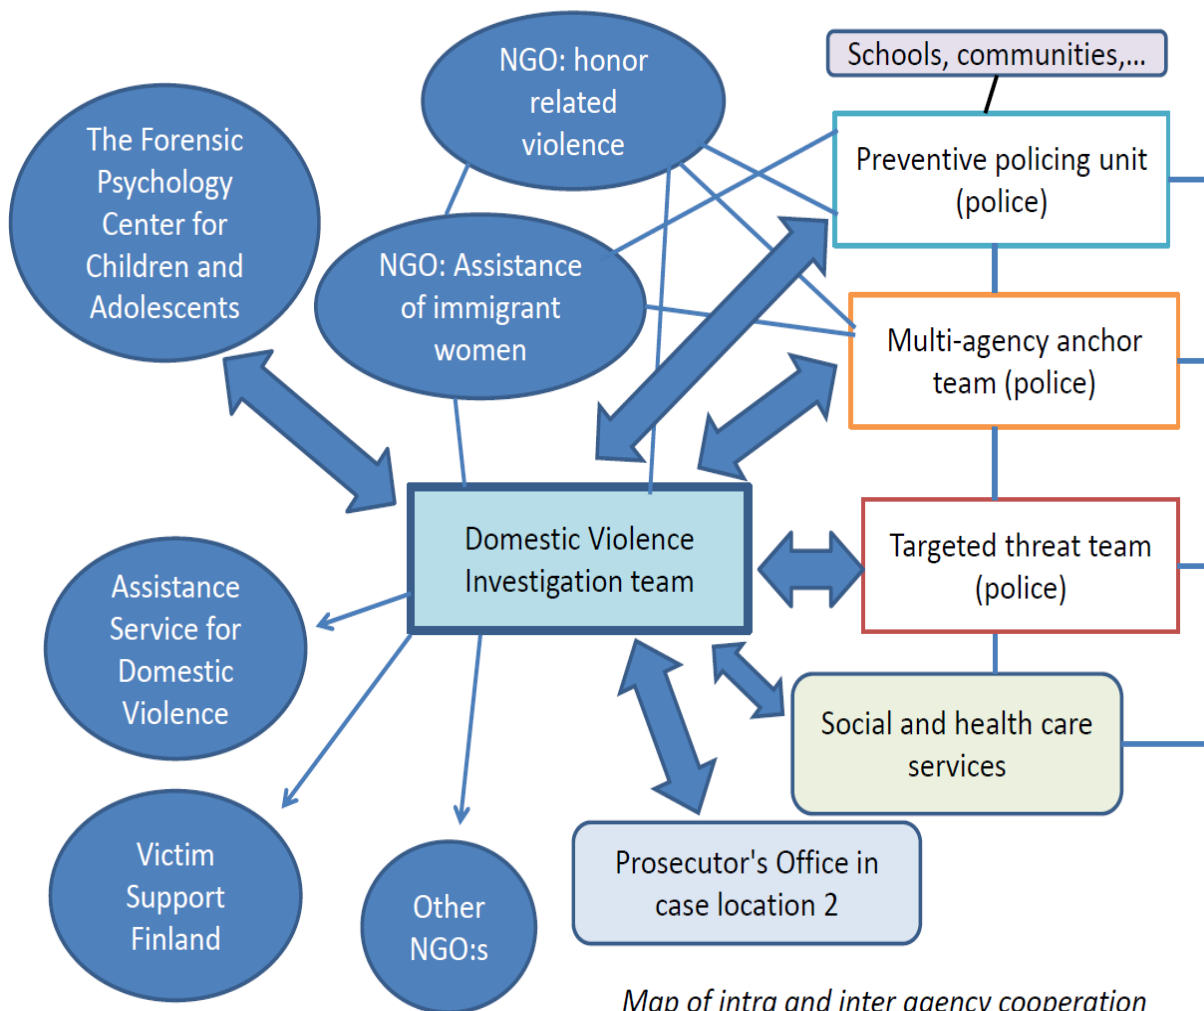 NGO: honor
related
violence
Schools, communities,...
The Forensic
Psychology
Center for
Children and
Adolescents
Preventive policing unit
(police)
NGO: Assistance
of immigrant
women
Multi-agency anchor
team (police)
Domestic Violence
Investigation team
Targeted threat team
(police)
Assistance
Service for
Domestic
Violence
Social and health care
services
Victim
Support
Finland
Other
NGO:s
Prosecutor's Office in
case location 2
Map of intra and inter agency cooperation